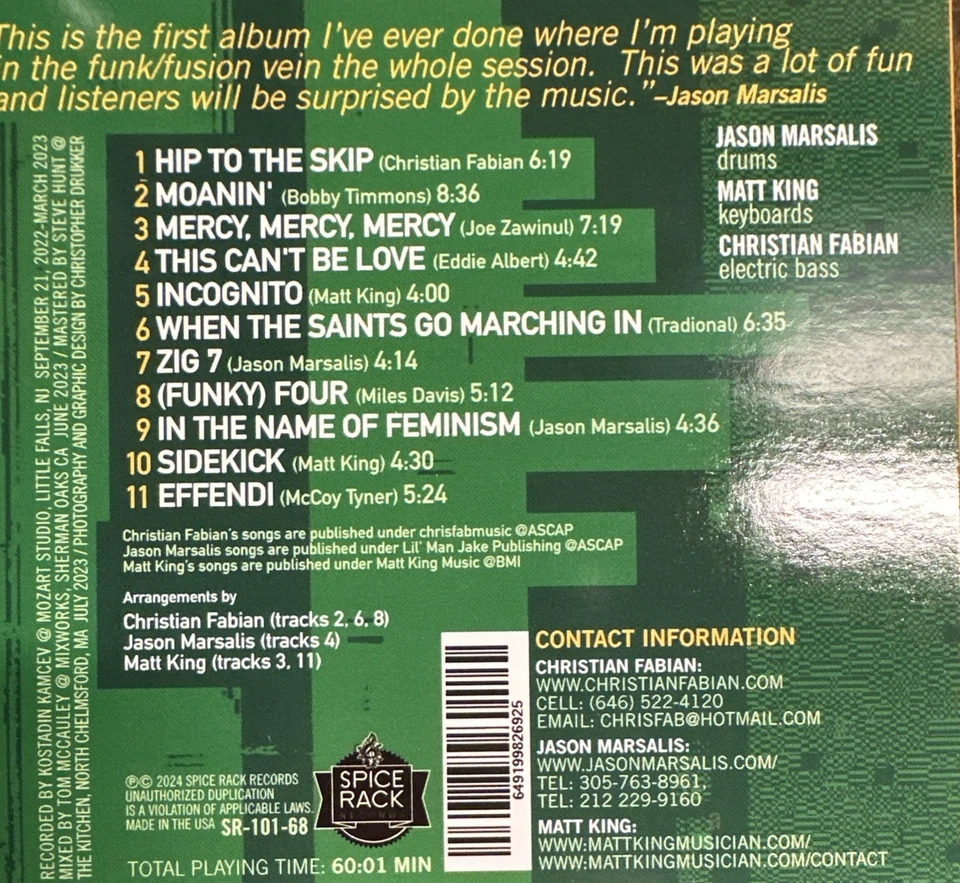 This is the first album I've ever done where I'm playing
in the funk/fusion vein the whole session. This was a lot of fun
and listeners will be surprised by the music."–Jason Marsalis
JASON MARSALIS
drums
MATT KING
keyboards
CHRISTIAN FABIAN
electric bass
1 HIP TO THE SKIP (Christian Fabian 6:19
2 MOANIN' (Bobby Timmons) 8:36
3 MERCY, MERCY, MERCY (Joe Zawinul) 7:19
4 THIS CAN'T BE LOVE (Eddie Albert) 4:42
5 INCOGNITO (Matt King) 4:00
6 WHEN THE SAINTS GO MARCHING IN (Tradional) 6:35
7 ZIG 7 (Jason Marsalis) 4:14
8 (FUNKY) FOUR (Miles Davis) 5:12
9 IN THE NAME OF FEMINISM (Jason Marsalis) 4:36
10 SIDEKICK (Matt King) 4:30
11 EFFENDI (McCoy Tyner) 5:24
Christian Fabian's songs are published under chrisfabmusic @ASCAP
Jason Marsalis songs are published under Lil' Man Jake Publishing @ASCAP
Matt King's songs are published under Matt King Music @BMI
Arrangements by
Christian Fabian (tracks 2, 6, 8)
Jason Marsalis (tracks 4)
Matt King (tracks 3, 11)
RECORDED BY KOSTADIN KAMCEV @ MOZART STUDIO, LITTLE FALLS, NJ SEPTEMBER 21, 2022-MARCH 2023
MIXED BY TOM MCCAULEY @ MIXWORKS, SHERMAN OAKS CA JUNE 2023 / MASTERED BY STEVE HUNT @
THE KITCHEN, NORTH CHELMSFORD, MA JULY 2023 / PHOTOGRAPHY AND GRAPHIC DESIGN BY CHRISTOPHER DRUKKER
℗© 2024 SPICE RACK RECORDS
UNAUTHORIZED DUPLICATION
IS A VIOLATION OF APPLICABLE LAWS.
MADE IN THE USA SR-101-68
SPICE
RACK
RECORDS
TOTAL PLAYING TIME: 60:01 MIN
649199826925
CONTACT INFORMATION
CHRISTIAN FABIAN:
WWW.CHRISTIANFABIAN.COM
CELL: (646) 522-4120
EMAIL: CHRISFAB@HOTMAIL.COM
JASON MARSALIS:
WWW.JASONMARSALIS.COM/
TEL: 305-763-8961,
TEL: 212 229-9160
MATT KING:
WWW.MATTKINGMUSICIAN.COM/
WWW.MATTKINGMUSICIAN.COM/CONTACT